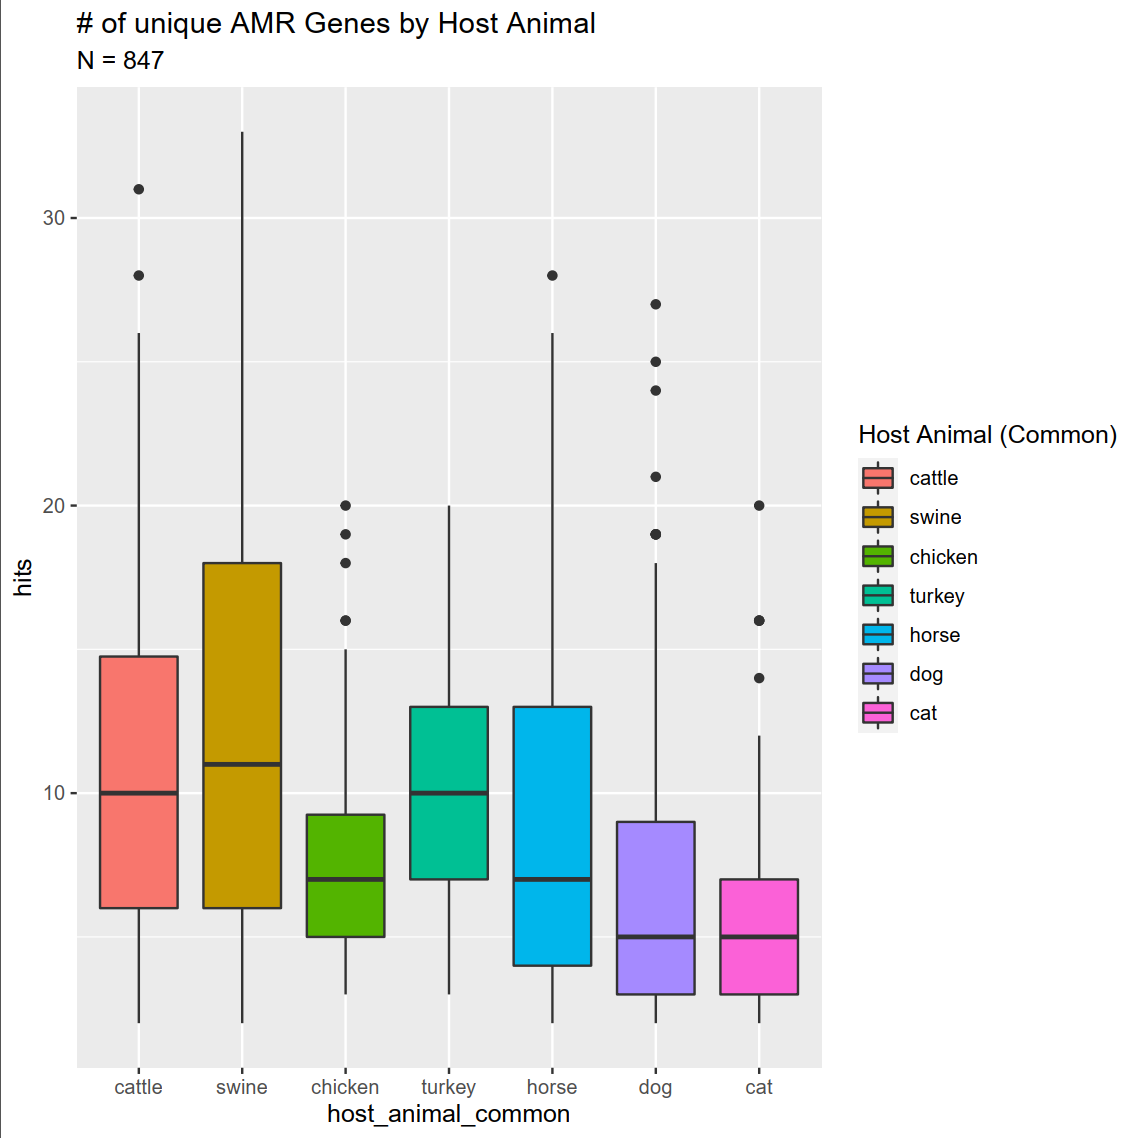 # of unique AMR Genes by Host Animal
N = 847
30
20
10
hits
cattle swine chicken turkey horse dog cat
host_animal_common
Host Animal (Common)
cattle
swine
chicken
turkey
horse
dog
cat